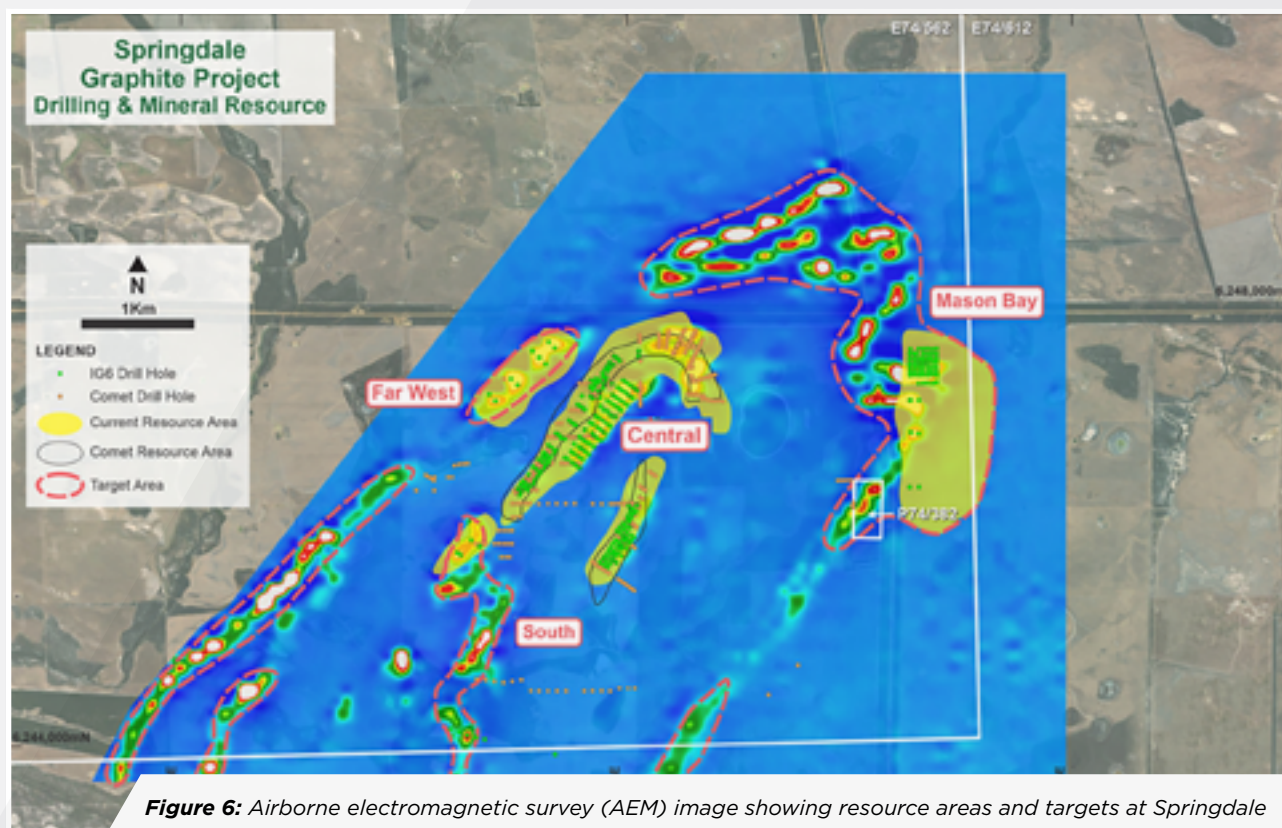 Springdale
Graphite Project
Drilling & Mineral Resource
E74/562
E74/612
N
1Km
LEGEND
IG6 Drill Hole
Comet Drill Hole
Current Resource Area
Comet Resource Area
Target Area
6,248,000m
Mason Bay
Far West
Central
P74/382
South
6,244,000mN
Figure 6: Airborne electromagnetic survey (AEM) image showing resource areas and targets at Springdale